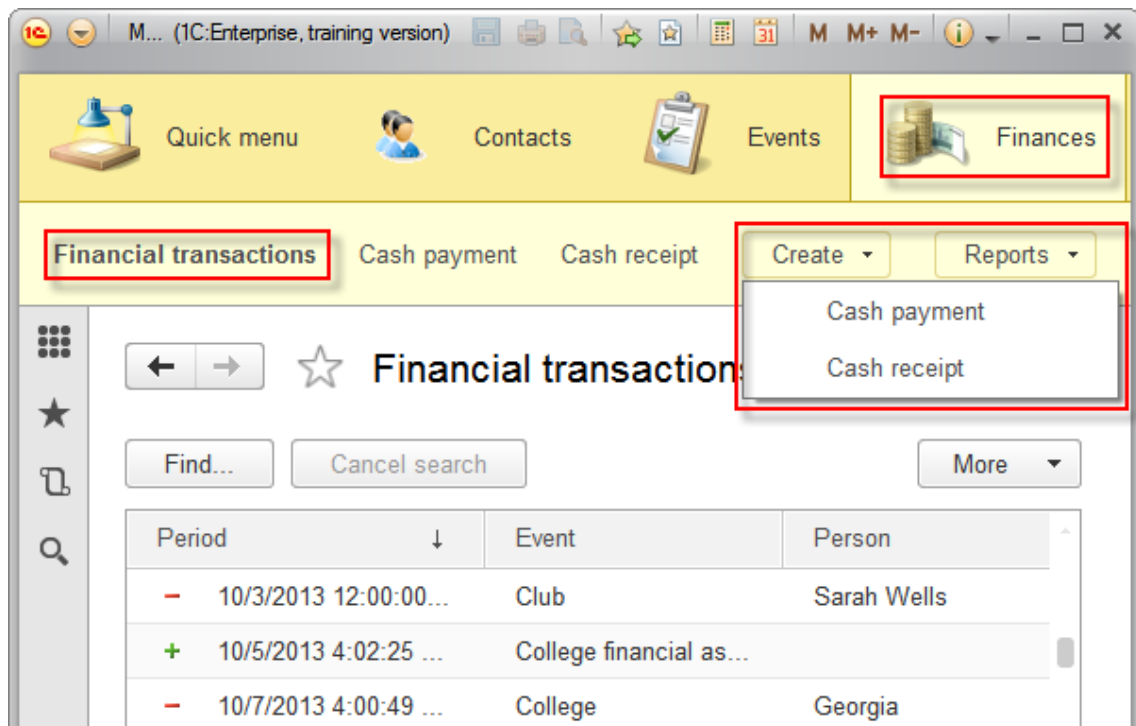 1C M... (1C:Enterprise, training version) 31 M M+ M-
Quick menu Contacts Events Finances
Financial transactions Cash payment Cash receipt Create Reports
Cash payment
Financial transaction
Cash receipt
Find... Cancel search More
Period ↓ Event Person
− 10/3/2013 12:00:00... Club Sarah Wells
+ 10/5/2013 4:02:25 ... College financial as...
− 10/7/2013 4:00:49 ... College Georgia